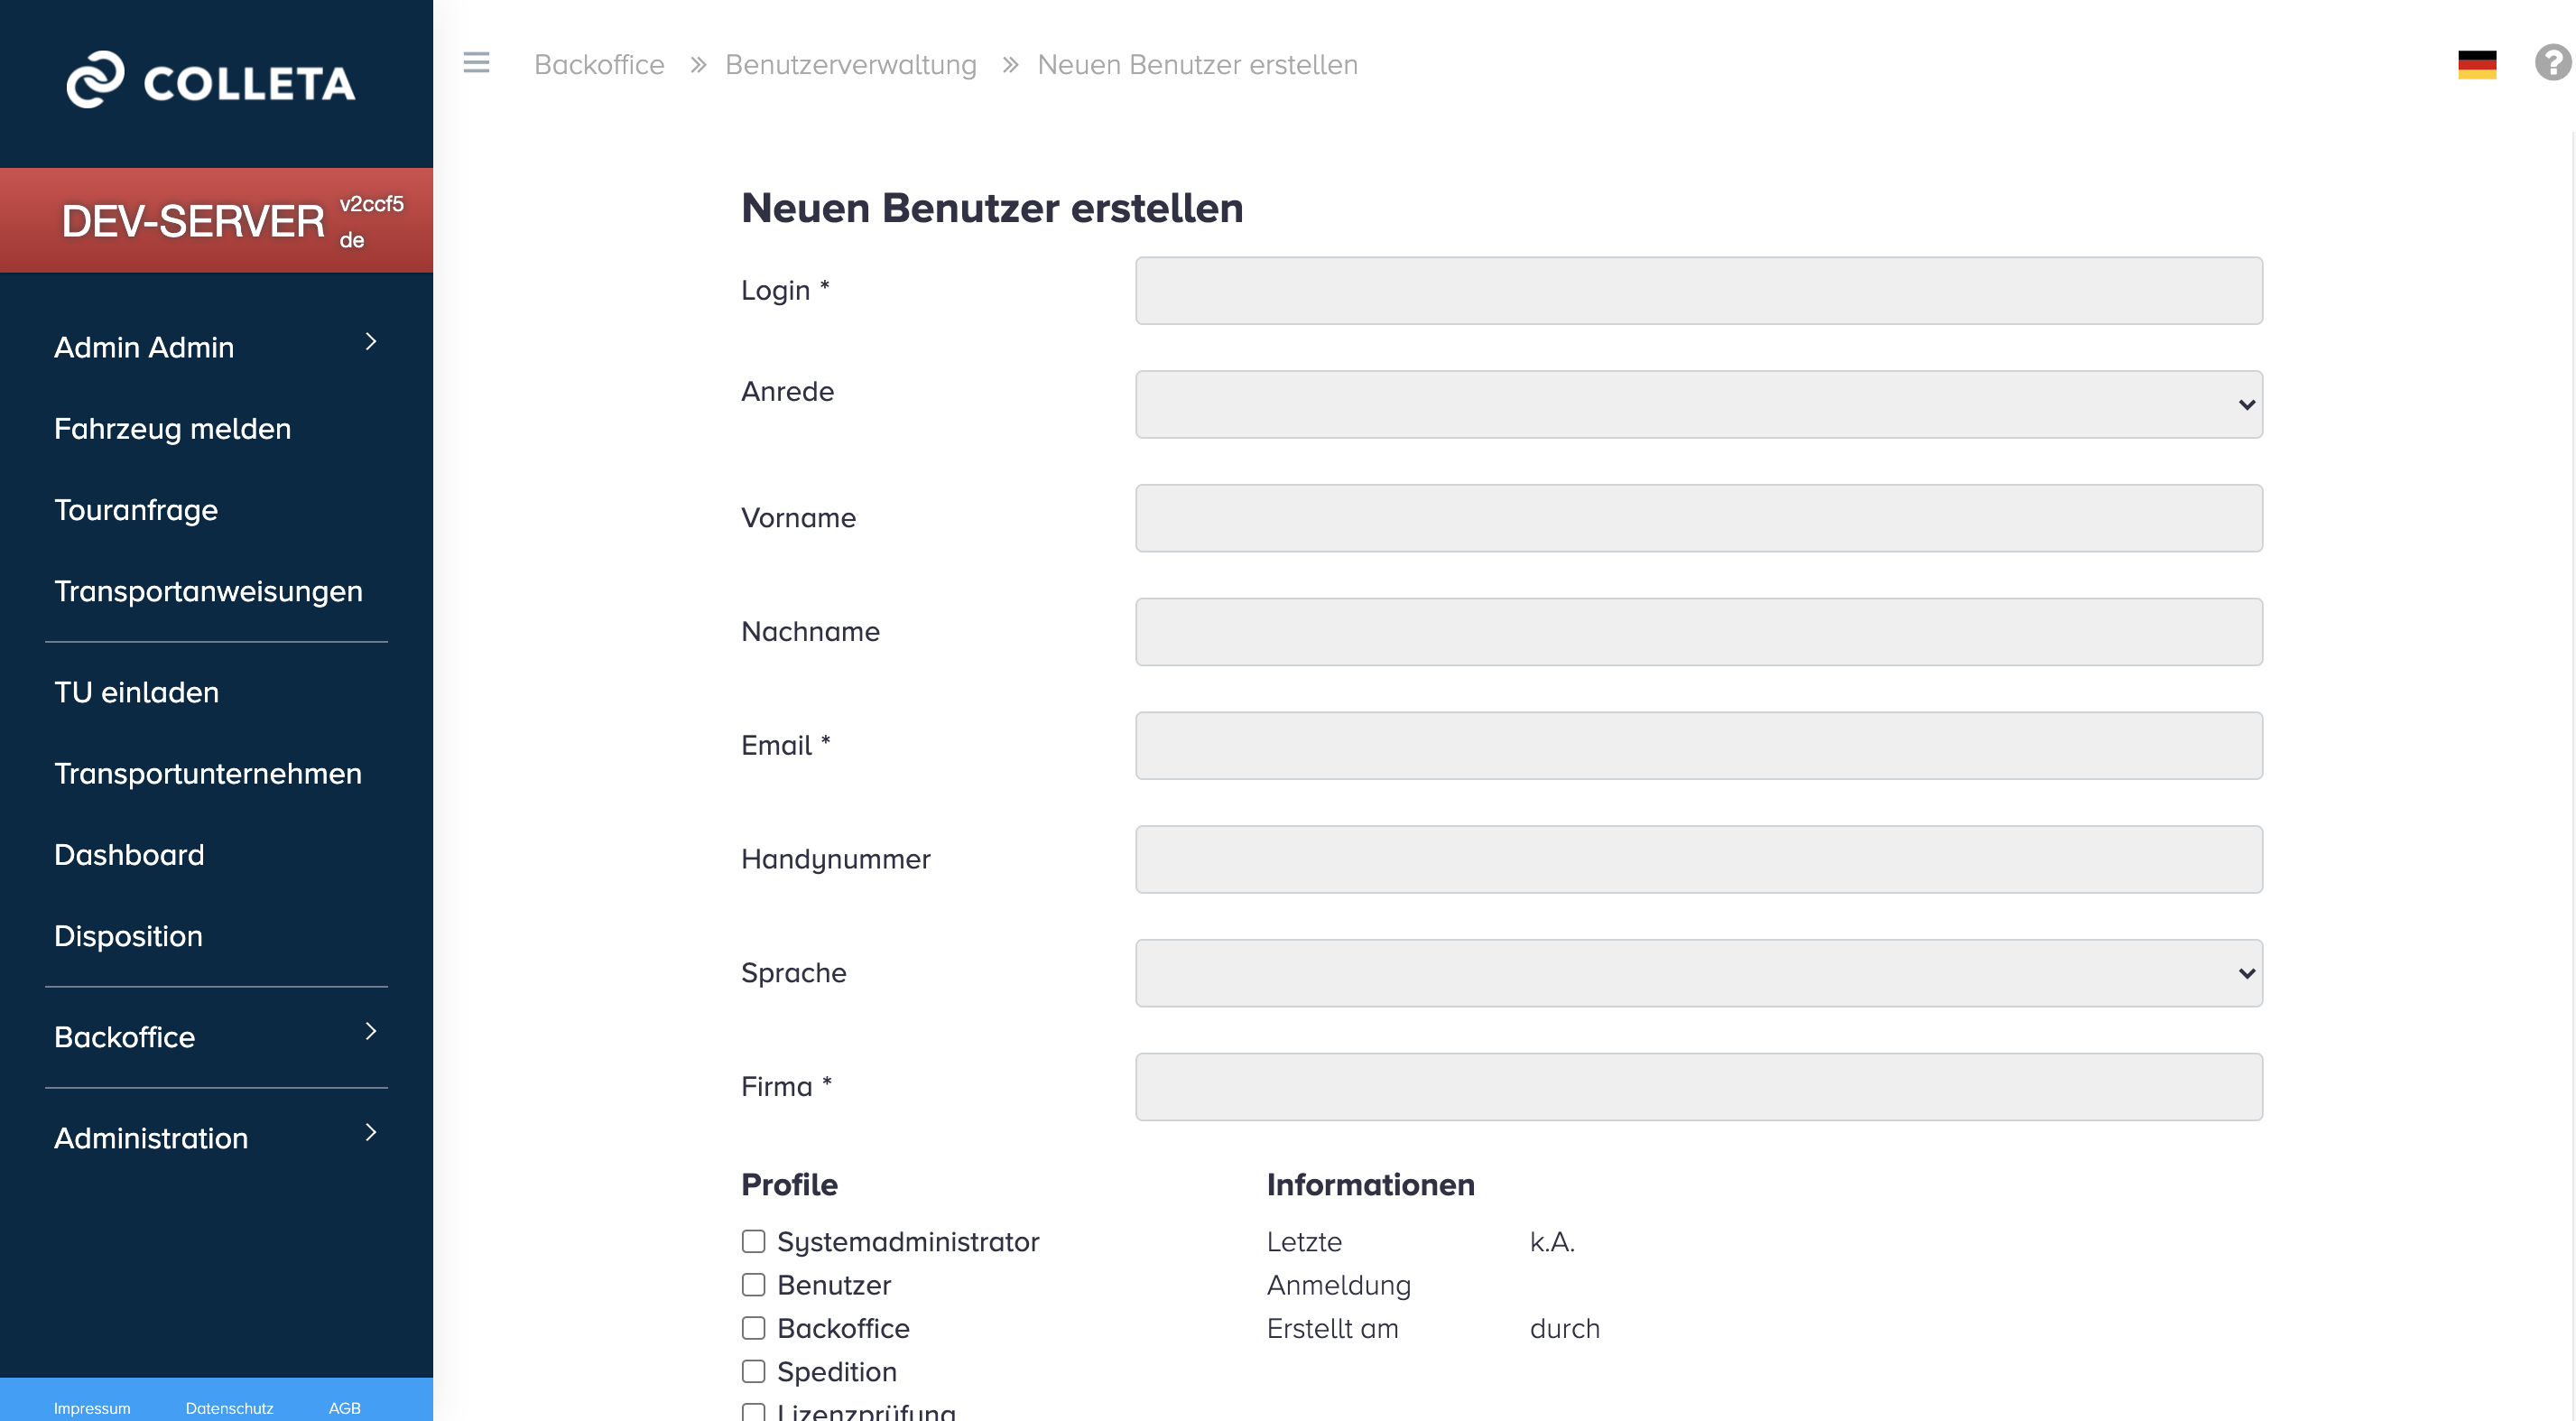 COLLETA
DEV-SERVER v2ccf5
de
Admin Admin
Fahrzeug melden
Touranfrage
Transportanweisungen
TU einladen
Transportunternehmen
Dashboard
Disposition
Backoffice
Administration
Impressum Datenschutz AGB
Backoffice » Benutzerverwaltung » Neuen Benutzer erstellen
?
Neuen Benutzer erstellen
Login *
Anrede
Vorname
Nachname
Email *
Handynummer
Sprache
Firma *
Profile
Systemadministrator
Benutzer
Backoffice
Spedition
Lizenzprüfung
Informationen
Letzte k.A.
Anmeldung
Erstellt am durch